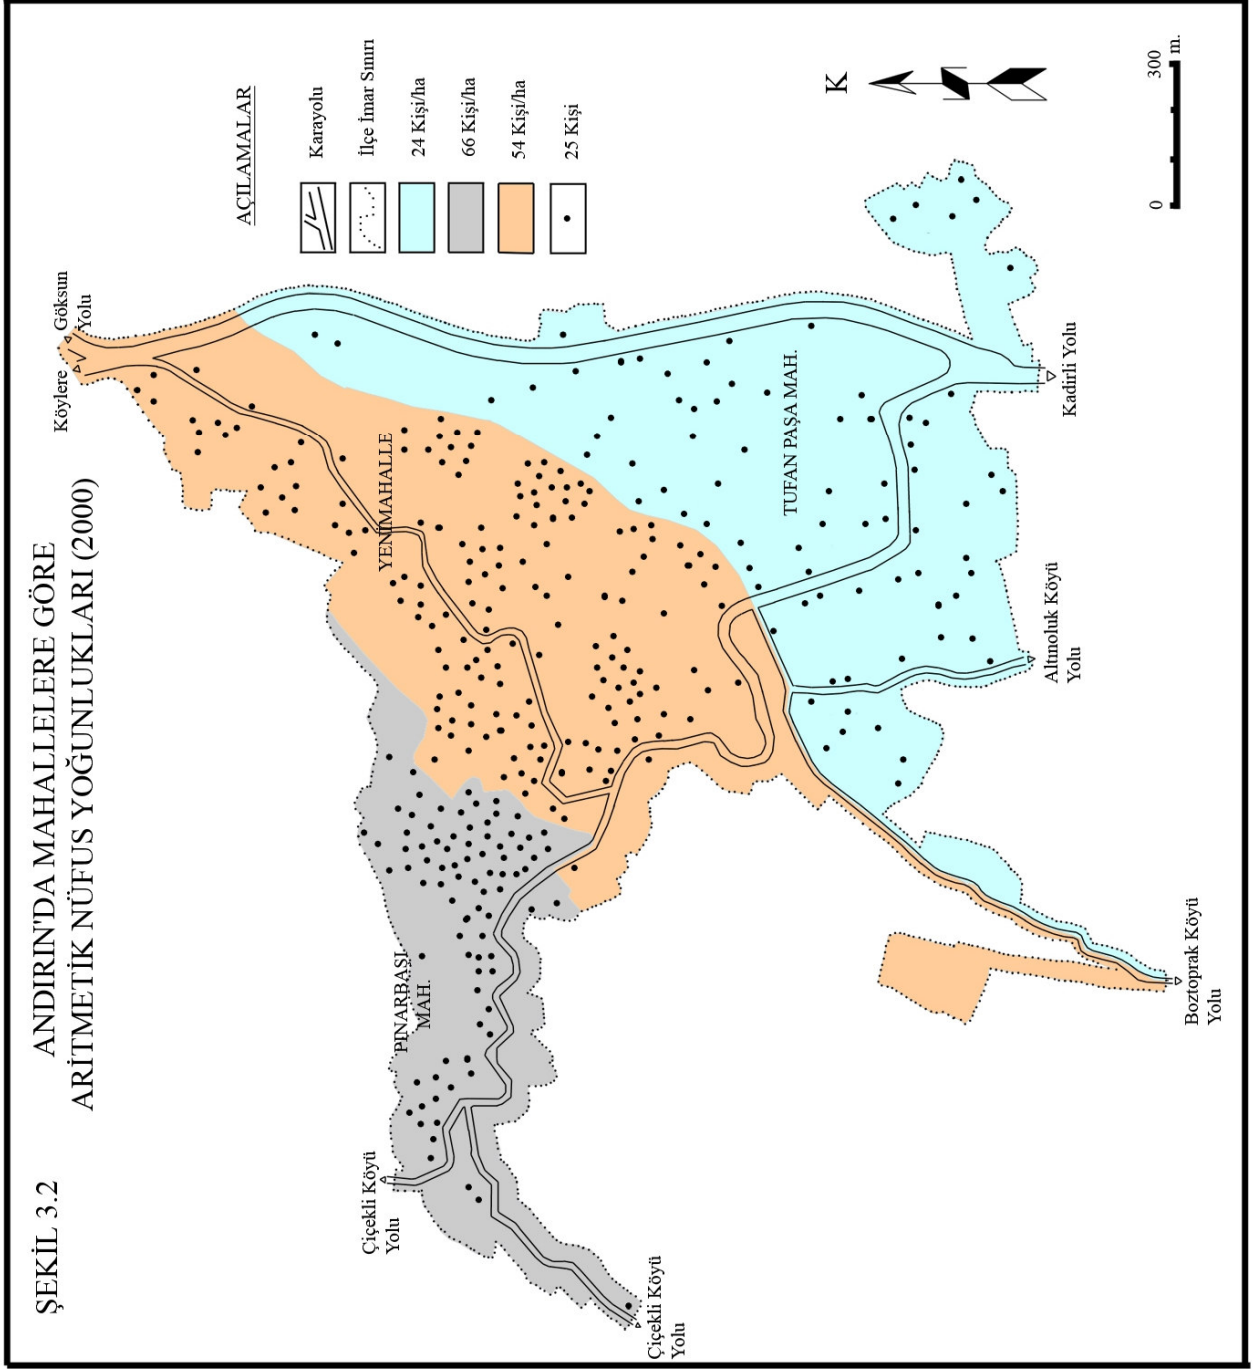 ŞEKİL 3.2
ANDIRIN'DA MAHALLELERE GÖRE
ARİTMETİK NÜFUS YOĞUNLUKLARI (2000)
Köylere
Göksun
Yolu
AÇILAMALAR
Karayolu
İlçe İmar Sınırı
24 Kişi/ha
66 Kişi/ha
54 Kişi/ha
25 Kişi
K
0
300
m.
YENİMAHALLE
TUFAN PAŞA MAH.
PINARBAŞI
MAH.
Çiçekli Köyü
Yolu
Çiçekli Köyü
Yolu
Kadirli Yolu
Altınoluk Köyü
Yolu
Boztoprak Köyü
Yolu